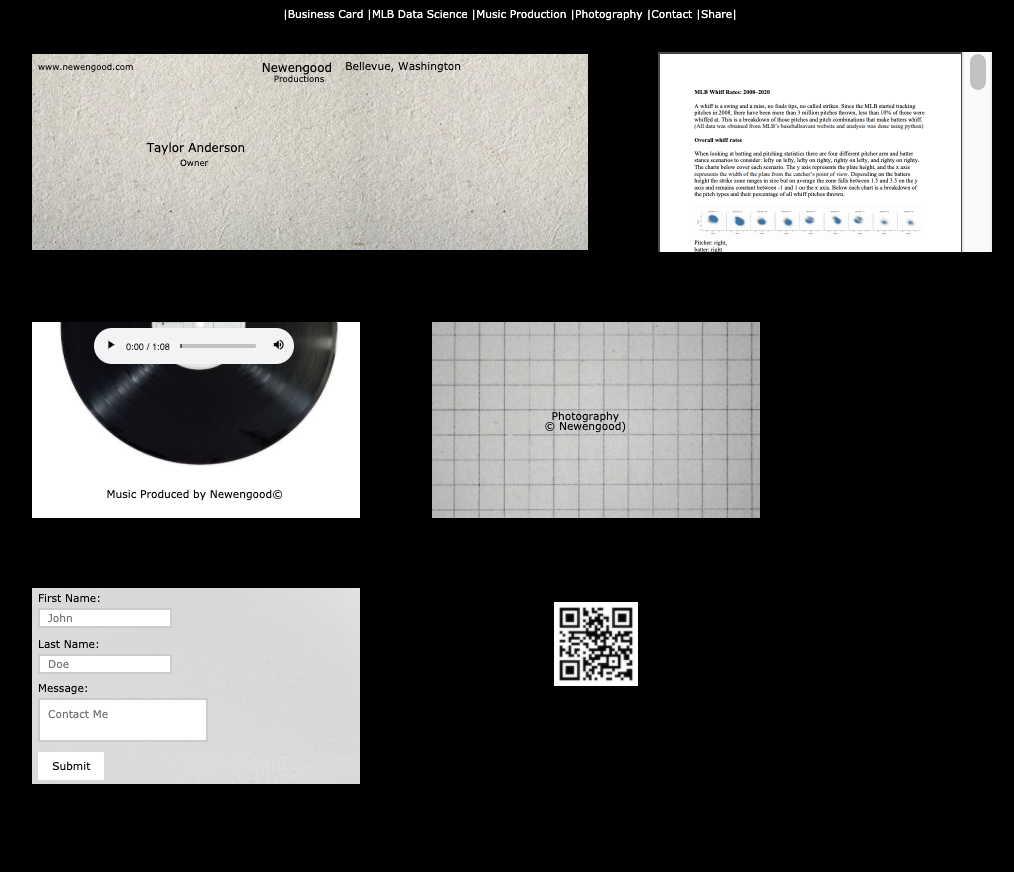 |Business Card |MLB Data Science |Music Production |Photography |Contact |Share|
www.newengood.com
Newengood
Productions
Bellevue, Washington
Taylor Anderson
Owner
MLB Whiff Rates: 2008-2020
A whiff is a swing and a miss, no fouls tips, no called strikes. Since the MLB started tracking
pitches in 2008, there have been more than 3 million pitches thrown, less than 10% of those were
whiffed at. This is a breakdown of those pitches and pitch combinations that make batters whiff.
(All data was obtained from MLB's baseballsavant website and analysis was done using python)
Overall whiff rates
When looking at batting and pitching statistics there are four different pitcher arm and batter
stance scenarios to consider: lefty on lefty, lefty on righty, righty on lefty, and righty on righty.
The charts below cover each scenario. The y axis represents the plate height, and the x axis
represents the width of the plate from the catcher's point of view. Depending on the batters
height the strike zone ranges in size but on average the zone falls between 1.5 and 3.5 on the y
axis and remains constant between -1 and 1 on the x axis. Below each chart is a breakdown of
the pitch types and their percentage of all whiff pitches thrown.
Pitcher: right,
batter: right
0:00 / 1:08
Music Produced by Newengood©
Photography
© Newengood)
First Name:
John
Last Name:
Doe
Message:
Contact Me
Submit